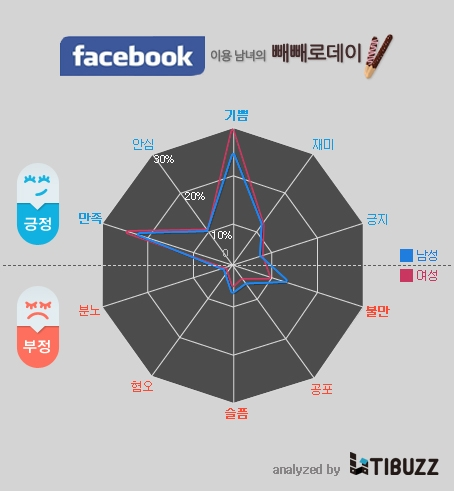 facebook 이용 남녀의 빼빼로데이
기쁨
안심
재미
30%
긍정
만족
20%
긍지
10%
0
남성
여성
분노
불만
부정
혐오
공포
슬픔
analyzed by TIBUZZ